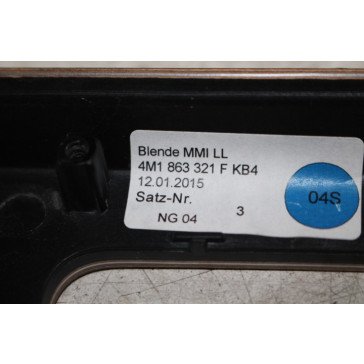 Blende MMI LL
4M1 863 321 F KB4
12.01.2015
Satz-Nr.
3
NG 04
04S